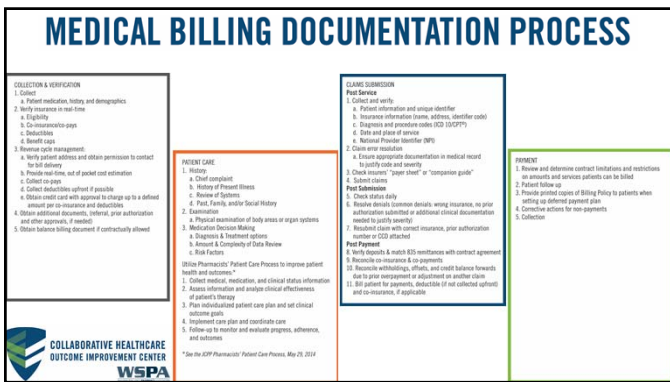 MEDICAL BILLING DOCUMENTATION PROCESS
COLLECTION & VERIFICATION
1. Collect
a. Patient medication, history, and demographics
2. Verify insurance in real-time
a. Eligibility
b. Co-insurance/co-pays
c. Deductibles
d. Benefit caps
3. Revenue cycle management:
a. Verify patient address and obtain permission to contact
for bill delivery
b. Provide real-time, out of pocket cost estimation
c. Collect co-pays
d. Collect deductibles upfront if possible
e. Obtain credit card with approval to charge up to a defined
amount per co-insurance and deductibles
4. Obtain additional documents, (referral, prior authorization
and other approvals, if needed)
5. Obtain balance billing document if contractually allowed
PATIENT CARE
1. History:
a. Chief complaint
b. History of Present Illness
c. Review of Systems
d. Past, Family, and/or Social History
2. Examination
a. Physical examination of body areas or organ systems
3. Medication Decision Making
a. Diagnosis & Treatment options
b. Amount & Complexity of Data Review
c. Risk Factors
Utilize Pharmacists' Patient Care Process to improve patient
health and outcomes.*
1. Collect medical, medication, and clinical status information
2. Assess information and analyze clinical effectiveness
of patient's therapy
3. Plan individualized patient care plan and set clinical
outcome goals
4. Implement care plan and coordinate care
5. Follow-up to monitor and evaluate progress, adherence,
and outcomes
*See the JCPP Pharmacists' Patient Care Process, May 29, 2014
CLAIMS SUBMISSION
Post Service
1. Collect and verify:
a. Patient information and unique identifier
b. Insurance information (name, address, identifier code)
c. Diagnosis and procedure codes (ICD 10/CPT®)
d. Date and place of service
e. National Provider Identifier (NPI)
2. Claim error resolution
a. Ensure appropriate documentation in medical record
to justify code and severity
3. Check insurers' "payer sheet" or "companion guide"
4. Submit claims
Post Submission
5. Check status daily
6. Resolve denials (common denials: wrong insurance, no prior
authorization submitted or additional clinical documentation
needed to justify severity)
7. Resubmit claim with correct insurance, prior authorization
number or CCD attached
Post Payment
8. Verify deposits & match 835 remittances with contract agreement
9. Reconcile co-insurance & co-payments
10. Reconcile withholdings, offsets, and credit balance forwards
due to prior overpayment or adjustment on another claim
11. Bill patient for payments, deductible (if not collected upfront)
and co-insurance, if applicable
PAYMENT
1. Review and determine contract limitations and restrictions
on amounts and services patients can be billed
2. Patient follow up
3. Provide printed copies of Billing Policy to patients when
setting up deferred payment plan
4. Corrective actions for non-payments
5. Collection
COLLABORATIVE HEALTHCARE
OUTCOME IMPROVEMENT CENTER
WSPA